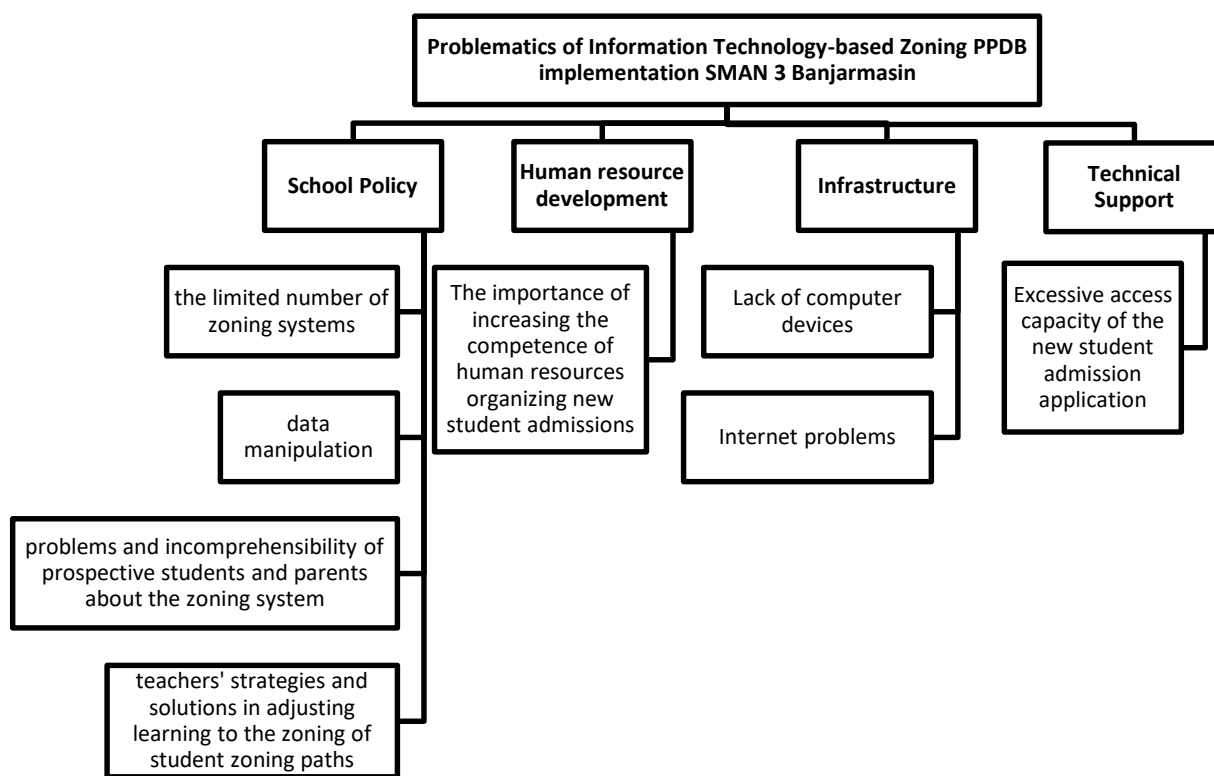 Problematics of Information Technology-based Zoning PPDB
implementation SMAN 3 Banjarmasin
School Policy
Human resource
development
Infrastructure
Technical
Support
the limited number of
zoning systems
data
manipulation
problems and incomprehensibility of
prospective students and parents
about the zoning system
teachers' strategies and
solutions in adjusting
learning to the zoning of
student zoning paths
The importance of
increasing the
competence of
human resources
organizing new
student admissions
Lack of computer
devices
Internet problems
Excessive access
capacity of the
new student
admission
application